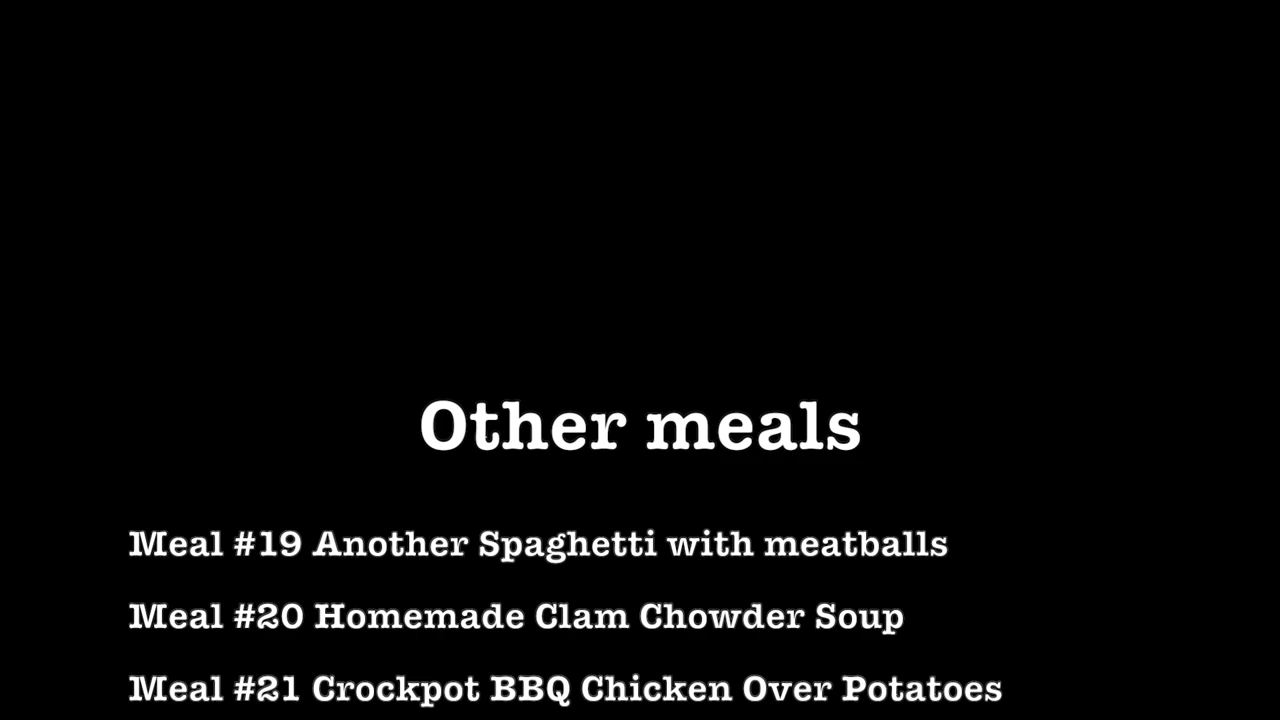 Other meals
Meal #19 Another Spaghetti with meatballs
Meal #20 Homemade Clam Chowder Soup
Meal #21 Crockpot BBQ Chicken Over Potatoes